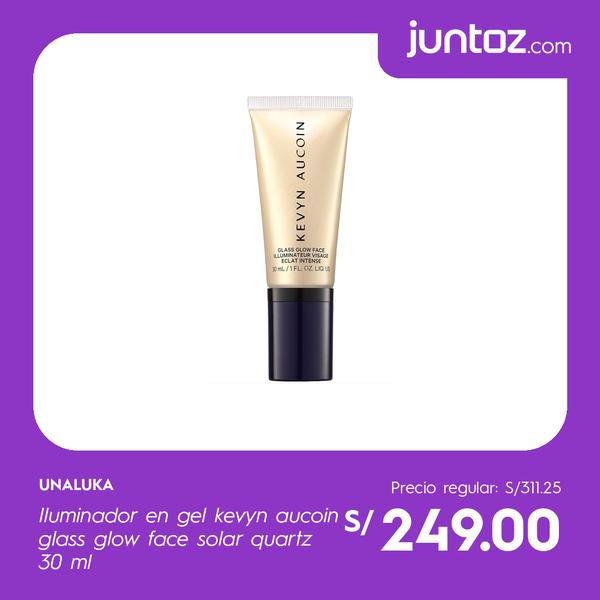 juntoz.com
KEVYN AUCOIN
GLASS GLOW FACE
ILLUMINATEUR VISAGE
ECLAT INTENSE
30 mL / 1 FL. OZ. LIQ. US
UNALUKA
Iluminador en gel kevyn aucoin
glass glow face solar quartz
30 ml
Precio regular: S/311.25
S/ 249.00